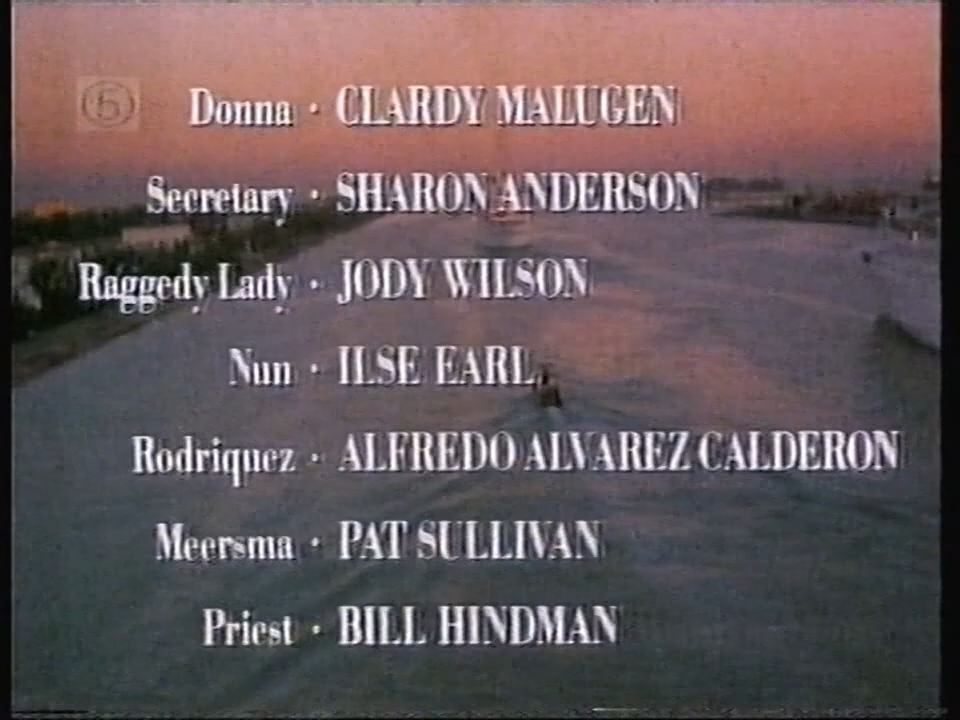 5
Donna · CLARDY MALUGEN
Secretary · SHARON ANDERSON
Raggedy Lady · JODY WILSON
Nun · ILSE EARL
Rodriquez · ALFREDO ALVAREZ CALDERON
Meersma · PAT SULLIVAN
Priest · BILL HINDMAN